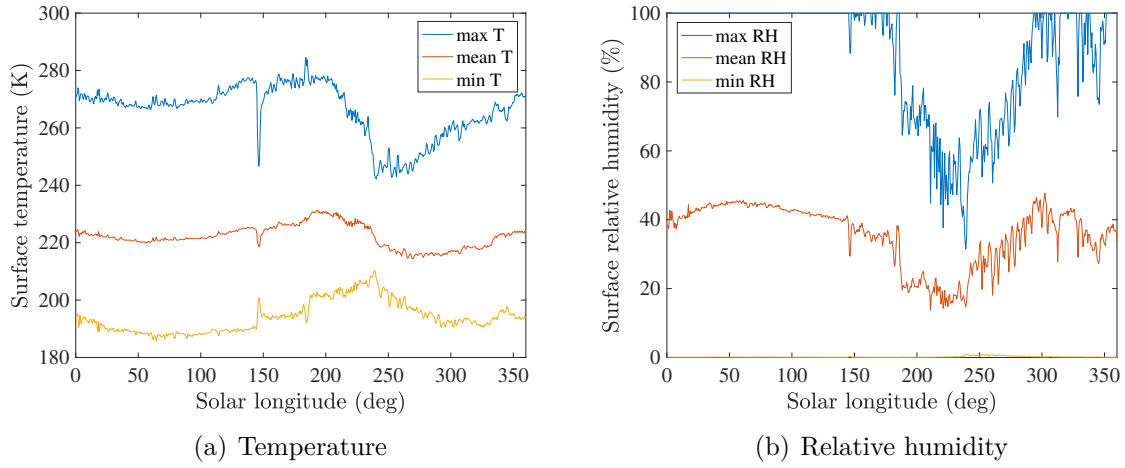 300
280
260
240
220
200
180
0
50
100
150
200
250
300
350
Surface temperature (K)
Solar longitude (deg)
max T
mean T
min T
(a) Temperature
100
80
60
40
20
0
0
50
100
150
200
250
300
350
Surface relative humidity (%)
Solar longitude (deg)
max RH
mean RH
min RH
(b) Relative humidity